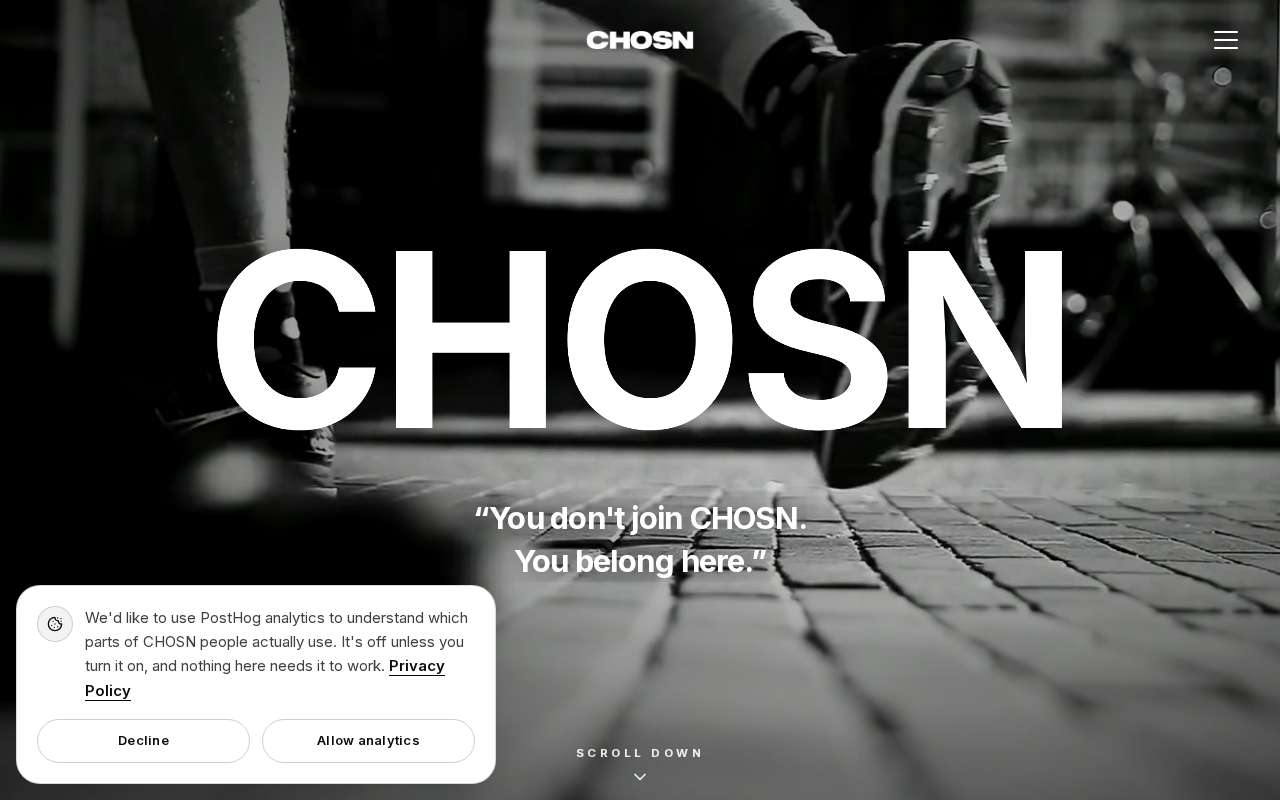 CHOSN
CHOSN
“You don't join CHOSN.
You belong here.”
We'd like to use PostHog analytics to understand which
parts of CHOSN people actually use. It's off unless you
turn it on, and nothing here needs it to work. Privacy
Policy
Decline
Allow analytics
SCROLL DOWN